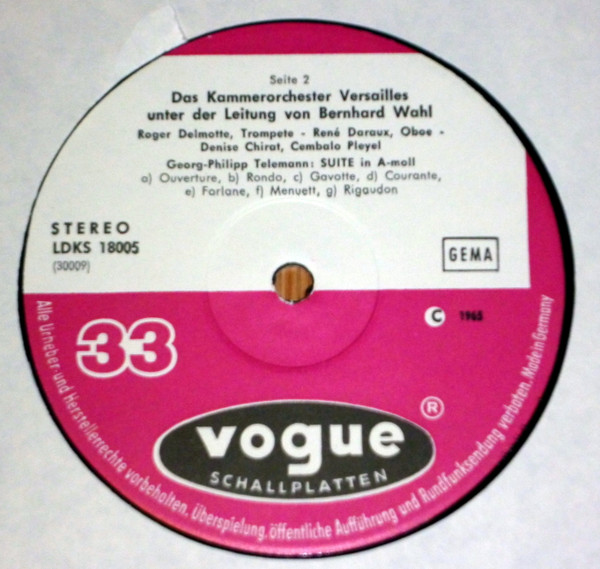 Seite 2
Das Kammerorchester Versailles
unter der Leitung von Bernhard Wahl
Roger Delmotte, Trompete - René Daraux, Oboe -
Denise Chirat, Cembalo Pleyel
Georg-Philipp Telemann: SUITE in A-moll
a) Ouverture, b) Rondo, c) Gavotte, d) Courante,
e) Forlane, f) Menuett, g) Rigaudon
STEREO
LDKS 18005
(30009)
GEMA
C 1965
33
vogue ®
SCHALLPLATTEN
Alle Urheber- und Herstellerrechte vorbehalten. Überspielung, öffentliche Aufführung und Rundfunksendung verboten. Made in Germany